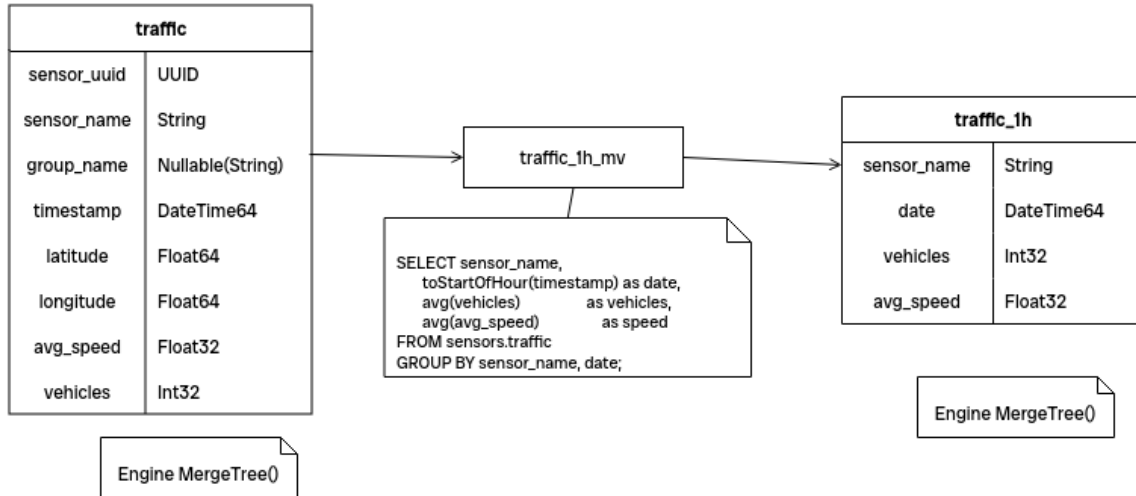 traffic
sensor_uuid UUID
sensor_name String
group_name Nullable(String)
timestamp DateTime64
latitude Float64
longitude Float64
avg_speed Float32
vehicles Int32
Engine MergeTree()
traffic_1h_mv
SELECT sensor_name,
toStartOfHour(timestamp) as date,
avg(vehicles) as vehicles,
avg(avg_speed) as speed
FROM sensors.traffic
GROUP BY sensor_name, date;
traffic_1h
sensor_name String
date DateTime64
vehicles Int32
avg_speed Float32
Engine MergeTree()